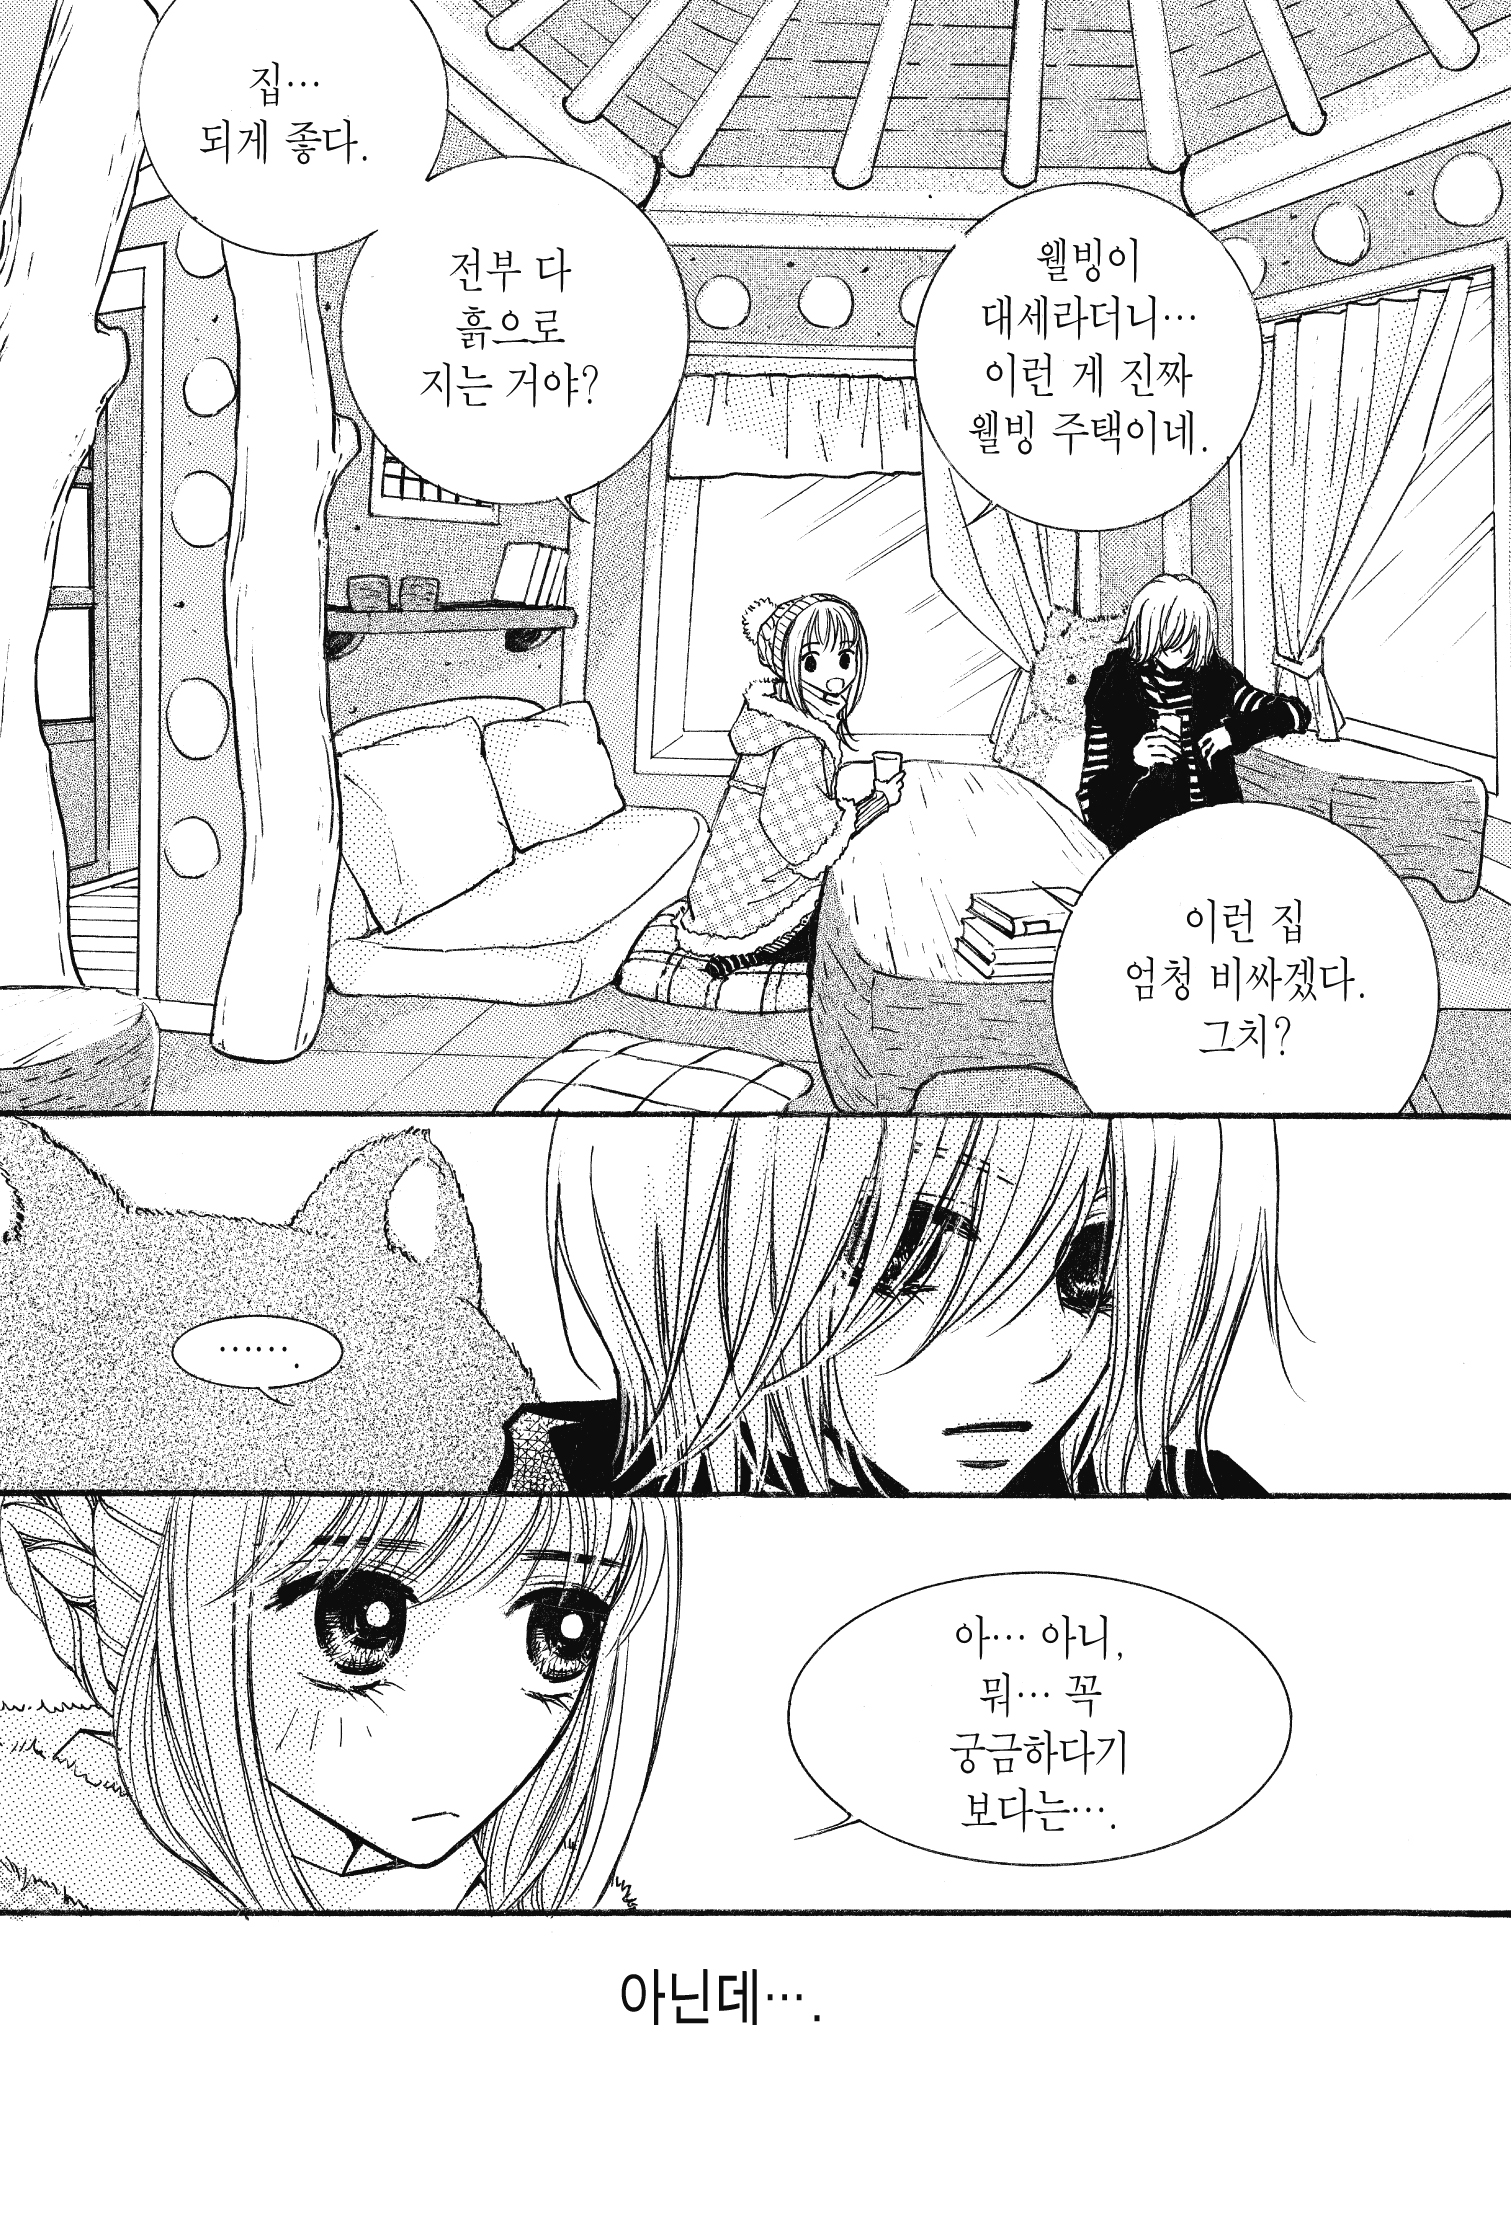 집…
되게 좋다.
전부 다
흙으로
지는 거야?
웰빙이
대세라더니…
이런 게 진짜
웰빙 주택이네.
이런 집
엄청 비싸겠다.
그치?
…….
아… 아니,
뭐… 꼭
궁금하다기
보다는….
아닌데….